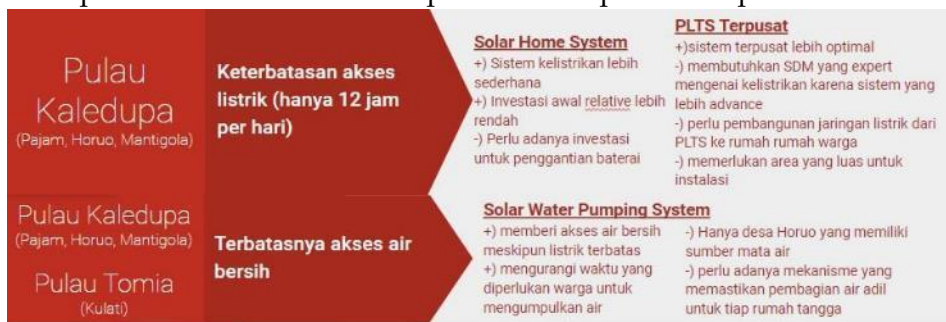 Pulau
Kaledupa
(Pajam, Horuo, Mantigola)
Keterbatasan akses
listrik (hanya 12 jam
per hari)
Solar Home System
+) Sistem kelistrikan lebih
sederhana
+) Investasi awal relative lebih
rendah
-) Perlu adanya investasi
untuk penggantian baterai
PLTS Terpusat
+)sistem terpusat lebih optimal
-) membutuhkan SDM yang expert
mengenai kelistrikan karena sistem yang
lebih advance
-) perlu pembangunan jaringan listrik dari
PLTS ke rumah rumah warga
-) memerlukan area yang luas untuk
instalasi
Pulau Kaledupa
(Pajam, Horuo, Mantigola)
Pulau Tomia
(Kulati)
Terbatasnya akses air
bersih
Solar Water Pumping System
+) memberi akses air bersih
meskipun listrik terbatas
+) mengurangi waktu yang
diperlukan warga untuk
mengumpulkan air
-) Hanya desa Horuo yang memiliki
sumber mata air
-) perlu adanya mekanisme yang
memastikan pembagian air adil
untuk tiap rumah tangga